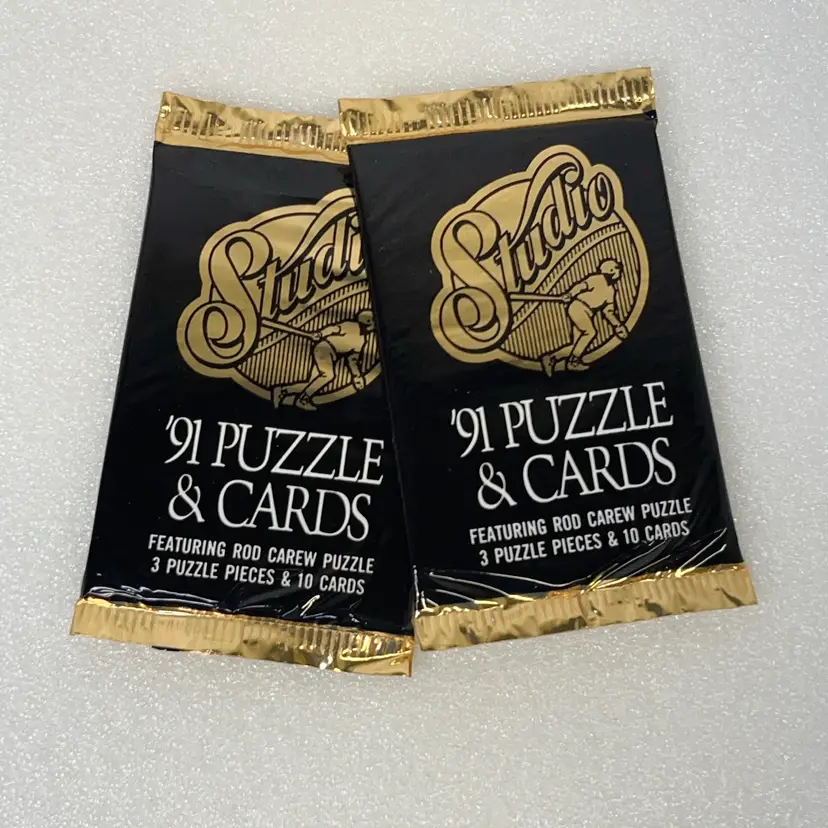 Studio
'91 PUZZLE
& CARDS
FEATURING ROD CAREW PUZZLE
3 PUZZLE PIECES & 10 CARDS
Studio
'91 PUZZLE
& CARDS
FEATURING ROD CAREW PUZZLE
3 PUZZLE PIECES & 10 CARDS